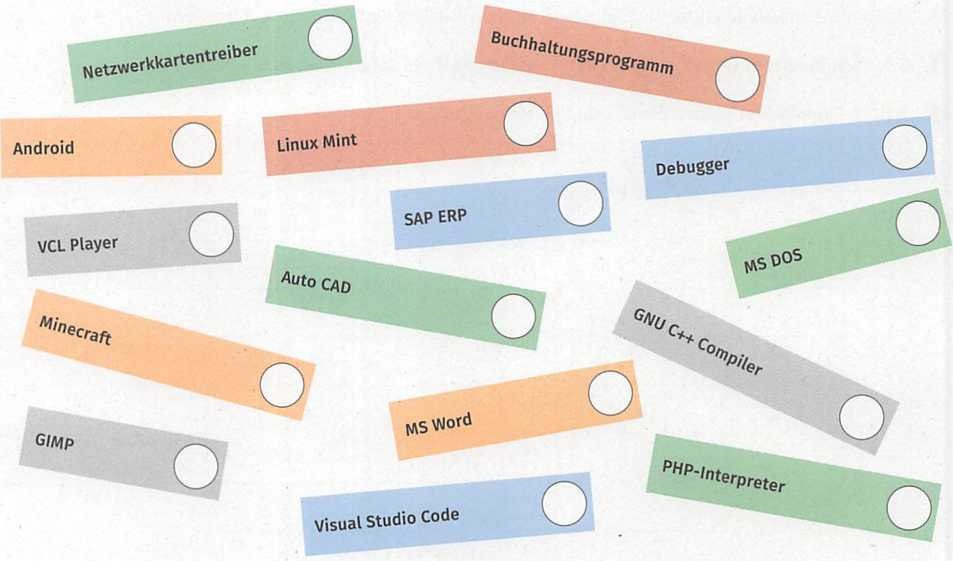 Netzwerkkartentreiber
Buchhaltungsprogramm
Android
Linux Mint
Debugger
SAP ERP
VCL Player
MS DOS
Auto CAD
Minecraft
GNU C++ Compiler
MS Word
GIMP
PHP-Interpreter
Visual Studio Code